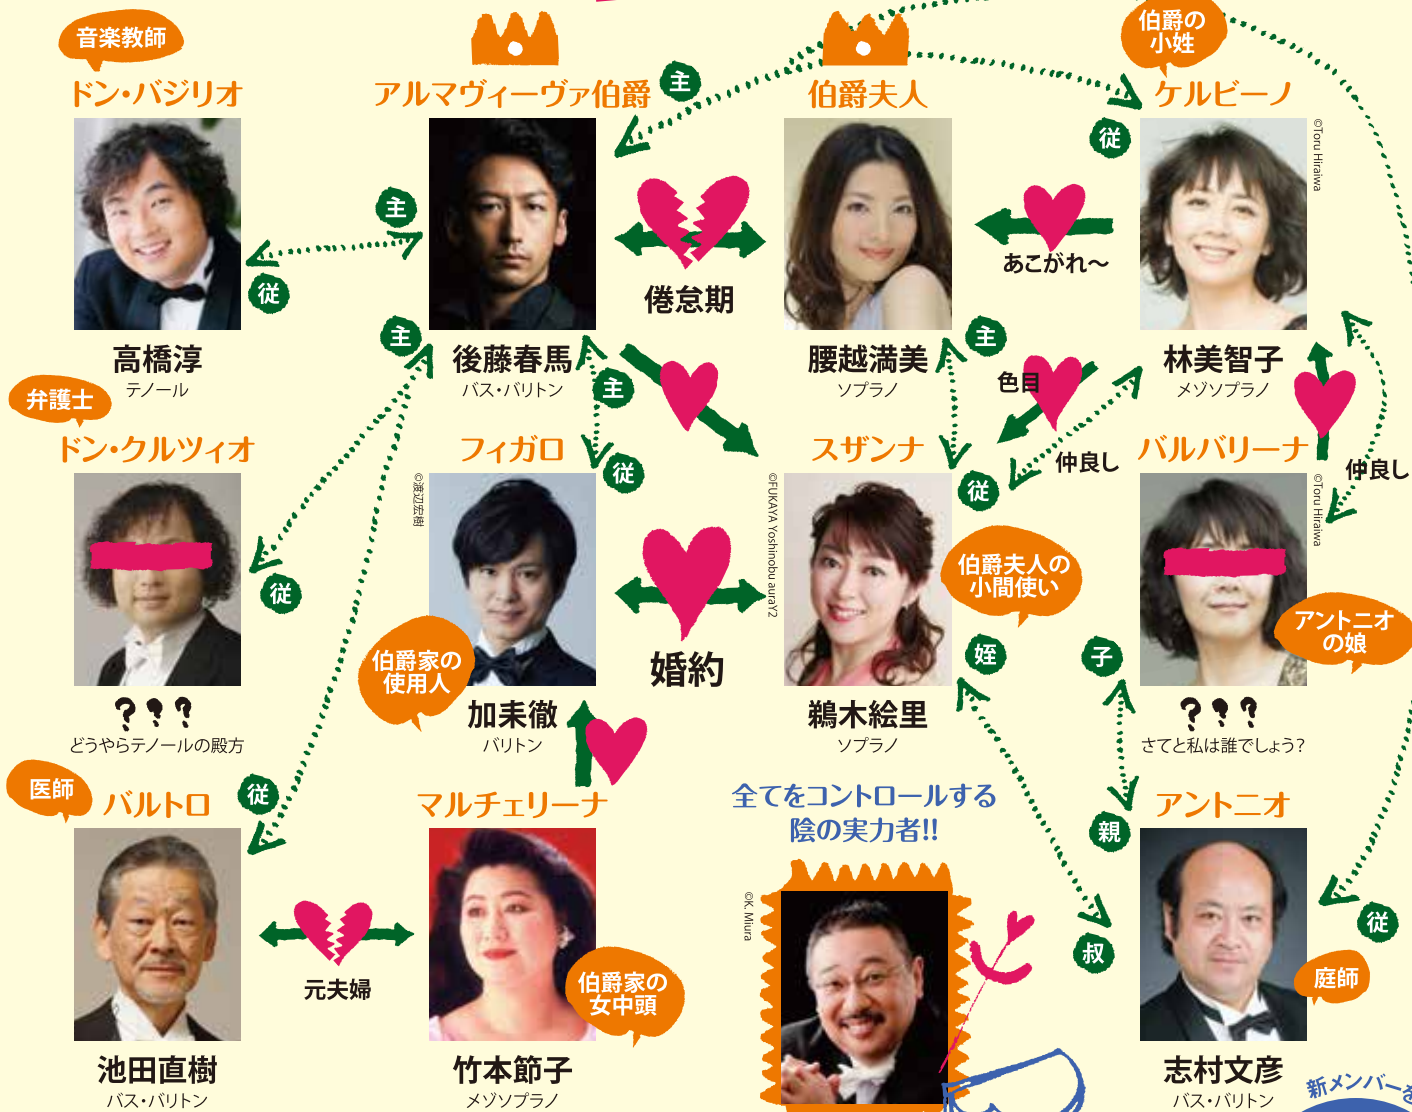 音楽教師
ドン・バジリオ
高橋淳
テノール
アルマヴィーヴァ伯爵
主
後藤春馬
バス・バリトン
伯爵夫人
腰越満美
ソプラノ
伯爵の
小姓
ケルビーノ
従
©Toru Hiraiwa
林美智子
メゾソプラノ
主
従
倦怠期
あこがれ〜
主
主
主
色目
仲良し
仲良し
弁護士
ドン・クルツィオ
従
???
どうやらテノールの殿方
フィガロ
従
©渡辺宏樹
伯爵家の
使用人
加耒徹
バリトン
婚約
スザンナ
従
©FUKAYA Yoshinobu auraY2
伯爵夫人の
小間使い
鵜木絵里
ソプラノ
姪
子
バルバリーナ
©Toru Hiraiwa
アントニオ
の娘
???
さてと私は誰でしょう?
医師
バルトロ
従
池田直樹
バス・バリトン
元夫婦
マルチェリーナ
伯爵家の
女中頭
竹本節子
メゾソプラノ
全てをコントロールする
陰の実力者!!
©K. Miura
アントニオ
親
叔
従
庭師
志村文彦
バス・バリトン
新メンバーを